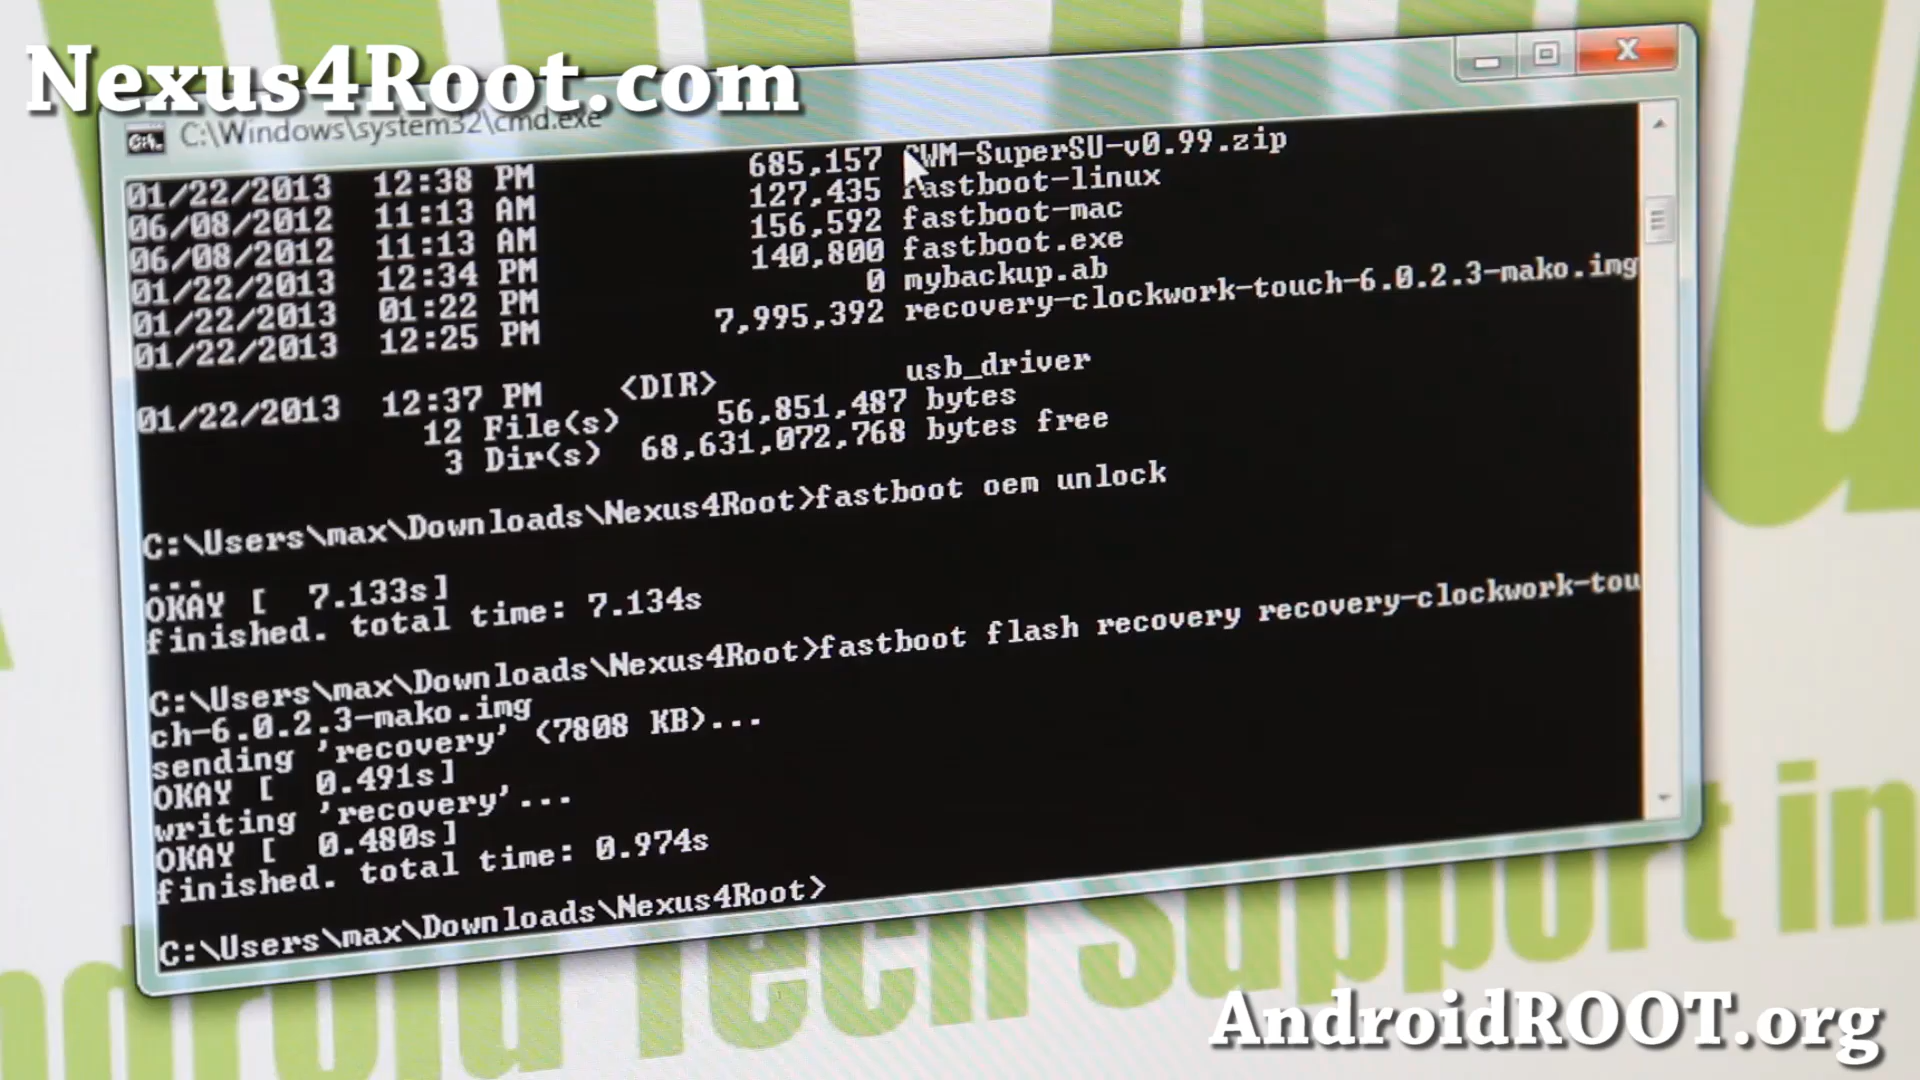 Nexus4Root.com
C:\Windows\system32\cmd.exe
01/22/2013 12:38 PM 685,157 CWM-SuperSU-v0.99.zip
06/08/2012 11:13 AM 127,435 fastboot-linux
06/08/2012 11:13 AM 156,592 fastboot-mac
01/22/2013 12:34 PM 140,800 fastboot.exe
01/22/2013 01:22 PM 0 mybackup.ab
01/22/2013 12:25 PM 7,995,392 recovery-clockwork-touch-6.0.2.3-mako.img
01/22/2013 12:37 PM <DIR> usb_driver
12 File(s) 56,851,487 bytes
3 Dir(s) 68,631,072,768 bytes free
C:\Users\max\Downloads\Nexus4Root>fastboot oem unlock
...
OKAY [ 7.133s]
finished. total time: 7.134s
C:\Users\max\Downloads\Nexus4Root>fastboot flash recovery recovery-clockwork-tou
ch-6.0.2.3-mako.img
sending 'recovery' (7808 KB)...
OKAY [ 0.491s]
writing 'recovery'...
OKAY [ 0.480s]
finished. total time: 0.974s
C:\Users\max\Downloads\Nexus4Root>
Tech Support in
AndroidROOT.org